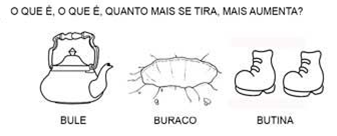 O QUE É, O QUE É, QUANTO MAIS SE TIRA, MAIS AUMENTA?
BULE BURACO BUTINA